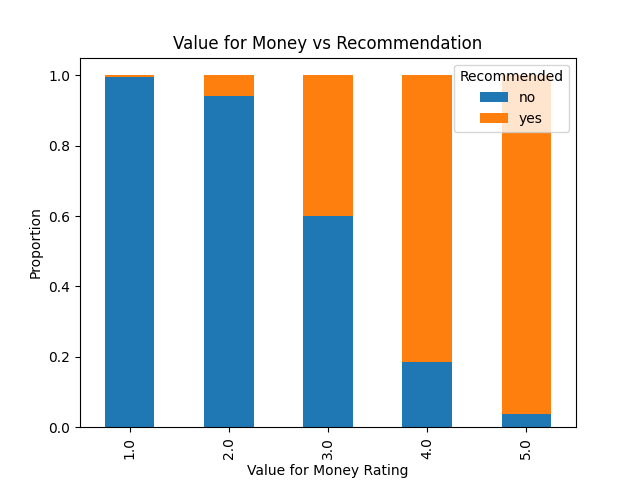 Value for Money vs Recommendation
Recommended
no
yes
1.0
0.8
0.6
0.4
0.2
0.0
Proportion
1.0
2.0
3.0
4.0
5.0
Value for Money Rating